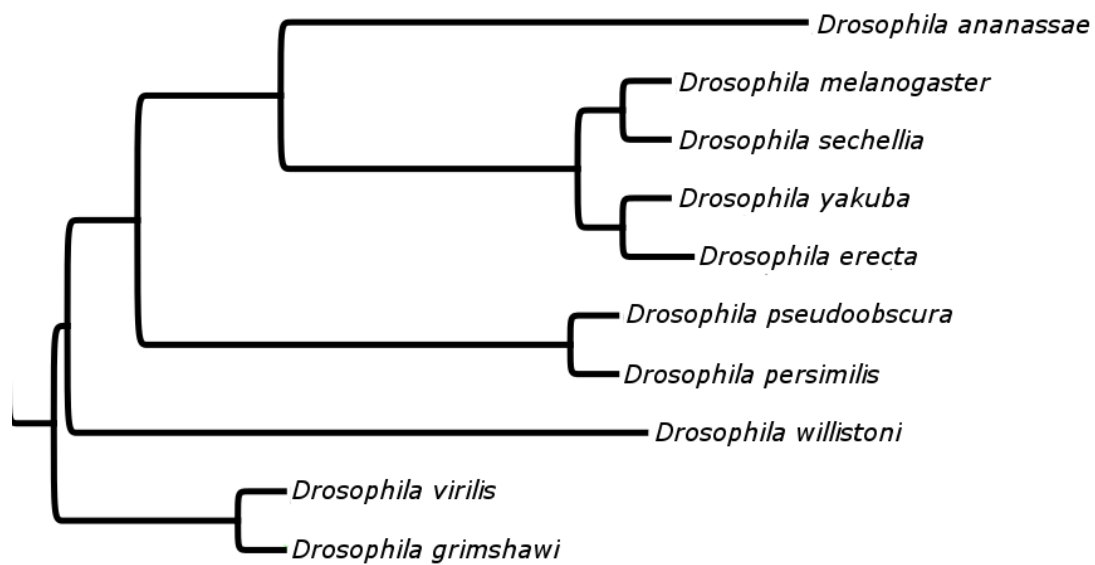 Drosophila ananassae
Drosophila melanogaster
Drosophila sechellia
Drosophila yakuba
Drosophila erecta
Drosophila pseudoobscura
Drosophila persimilis
Drosophila willistoni
Drosophila virilis
Drosophila grimshawi